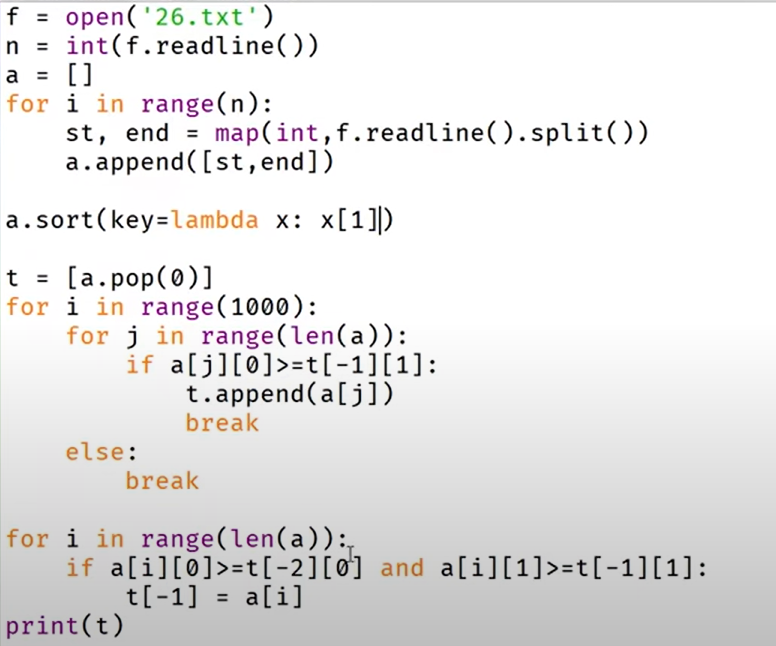 f = open('26.txt')
n = int(f.readline())
a = []
for i in range(n):
    st, end = map(int,f.readline().split())
    a.append([st,end])

a.sort(key=lambda x: x[1])

t = [a.pop(0)]
for i in range(1000):
    for j in range(len(a)):
        if a[j][0]>=t[-1][1]:
            t.append(a[j])
            break
    else:
        break

for i in range(len(a)):
    if a[i][0]>=t[-2][0] and a[i][1]>=t[-1][1]:
        t[-1] = a[i]
print(t)